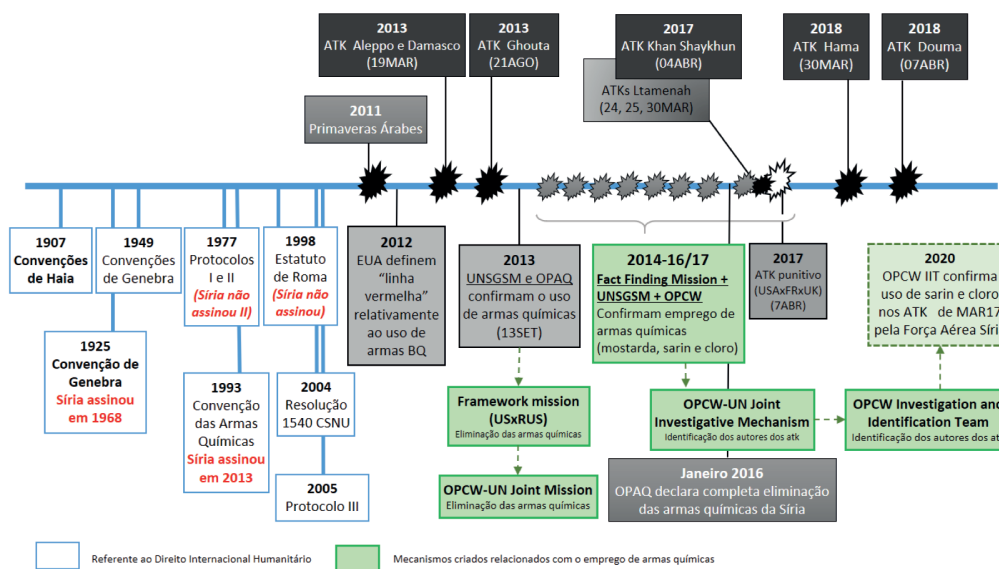 2013
ATK Aleppo e Damasco
(19MAR)
2013
ATK Ghouta
(21AGO)
2017
ATK Khan Shaykhun
(04ABR)
2018
ATK Hama
(30MAR)
2018
ATK Douma
(07ABR)
2011
Primaveras Árabes
ATKs Ltamenah
(24, 25, 30MAR)
1907
Convenções
de Haia
1949
Convenções
de Genebra
1977
Protocolos
I e II
(Síria não
assinou II)
1998
Estatuto de
Roma
(Síria não
assinou)
2012
EUA definem
“linha
vermelha”
relativamente
ao uso de
armas BQ
2013
UNSGSM e OPAQ
confirmam o uso
de armas químicas
(13SET)
2014-16/17
Fact Finding Mission +
UNSGSM + OPCW
Confirmam emprego de
armas químicas
(mostarda, sarin e cloro)
2017
ATK punitivo
(USAxFRxUK)
(7ABR)
2020
OPCW IIT confirma
uso de sarin e cloro
nos ATK de MAR17
pela Força Aérea Síri
1925
Convenção de
Genebra
Síria assinou
em 1968
1993
Convenção
das Armas
Químicas
Síria assinou
em 2013
2004
Resolução
1540 CSNU
2005
Protocolo III
Framework mission
(USxRUS)
Eliminação das armas químicas
OPCW-UN Joint Mission
Eliminação das armas químicas
OPCW-UN Joint
Investigative Mechanism
Identificação dos autores dos atk
OPCW Investigation and
Identification Team
Identificação dos autores dos at
Janeiro 2016
OPAQ declara completa eliminação
das armas químicas da Síria
Referente ao Direito Internacional Humanitário
Mecanismos criados relacionados com o emprego de armas químicas